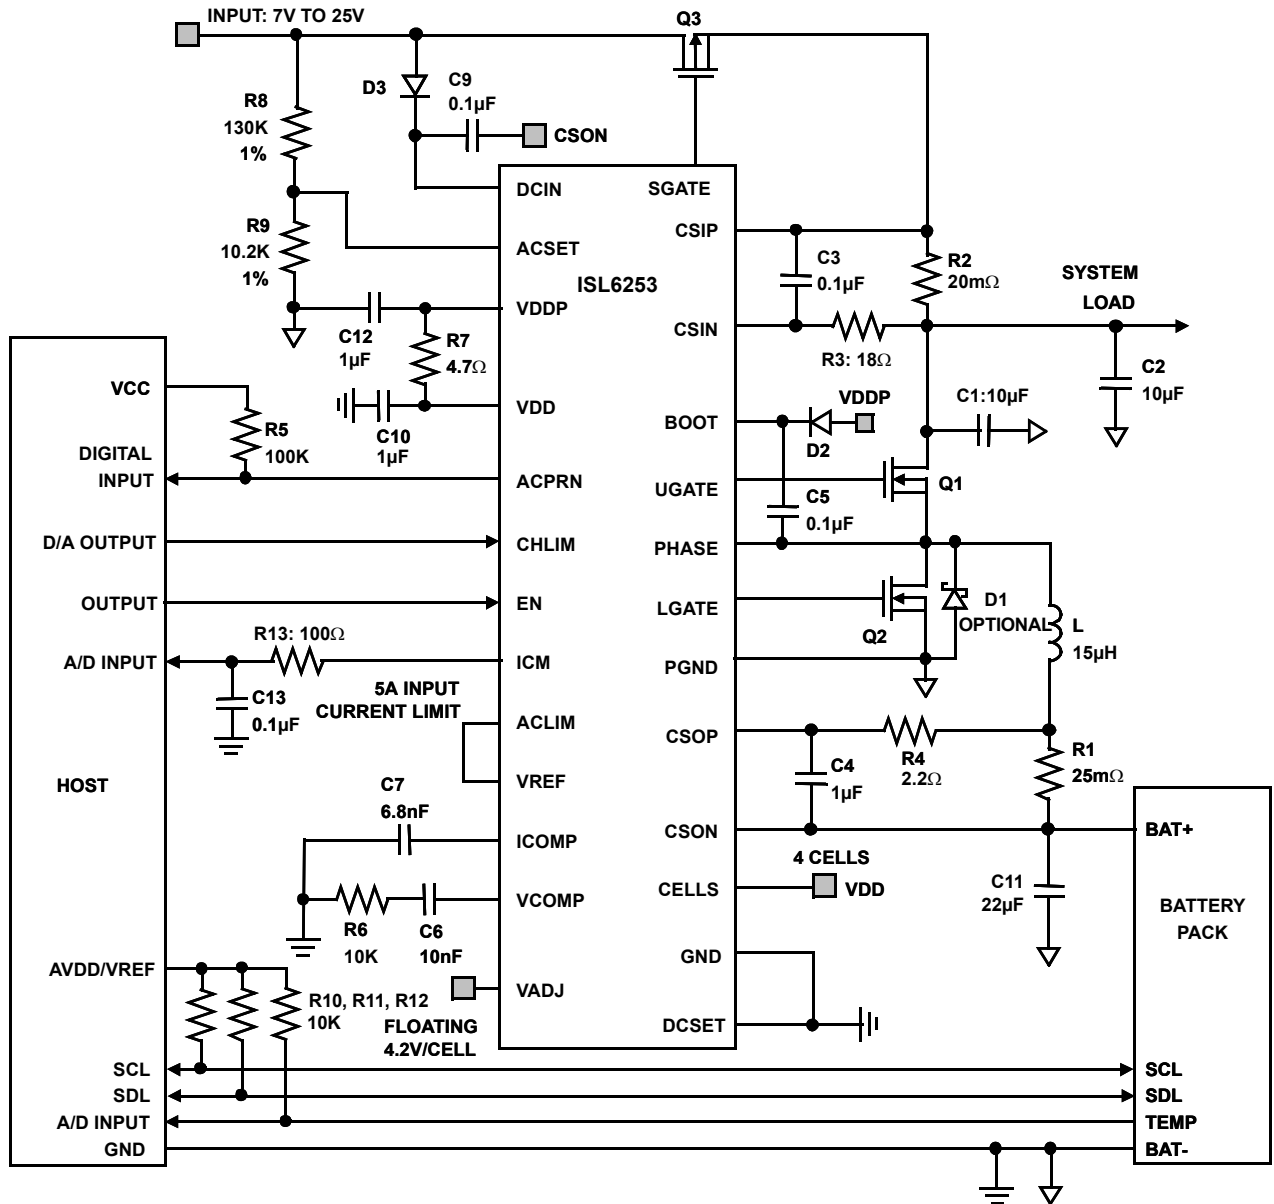 INPUT: 7V TO 25V
Q3
D3
C9
0.1µF
CSON
R8
130K
1%
R9
10.2K
1%
DCIN
SGATE
ACSET
CSIP
ISL6253
C3
0.1µF
R2
20mΩ
SYSTEM
LOAD
VDDP
CSIN
C12
1µF
R7
4.7Ω
R3: 18Ω
C2
10µF
VCC
VDD
BOOT
VDDP
D2
C1:10µF
C10
1µF
R5
100K
DIGITAL
INPUT
ACPRN
UGATE
Q1
C5
0.1µF
D/A OUTPUT
CHLIM
PHASE
OUTPUT
EN
LGATE
Q2
D1
OPTIONAL
L
15µH
R13: 100Ω
A/D INPUT
ICM
PGND
C13
0.1µF
5A INPUT
CURRENT LIMIT
ACLIM
CSOP
R4
2.2Ω
R1
25mΩ
C4
1µF
HOST
VREF
C7
6.8nF
ICOMP
CSON
BAT+
4 CELLS
CELLS
VDD
C11
22µF
VCOMP
R6
10K
C6
10nF
BATTERY
PACK
GND
AVDD/VREF
VADJ
R10, R11, R12
10K
FLOATING
4.2V/CELL
DCSET
SCL
SCL
SDL
SDL
A/D INPUT
TEMP
GND
BAT-